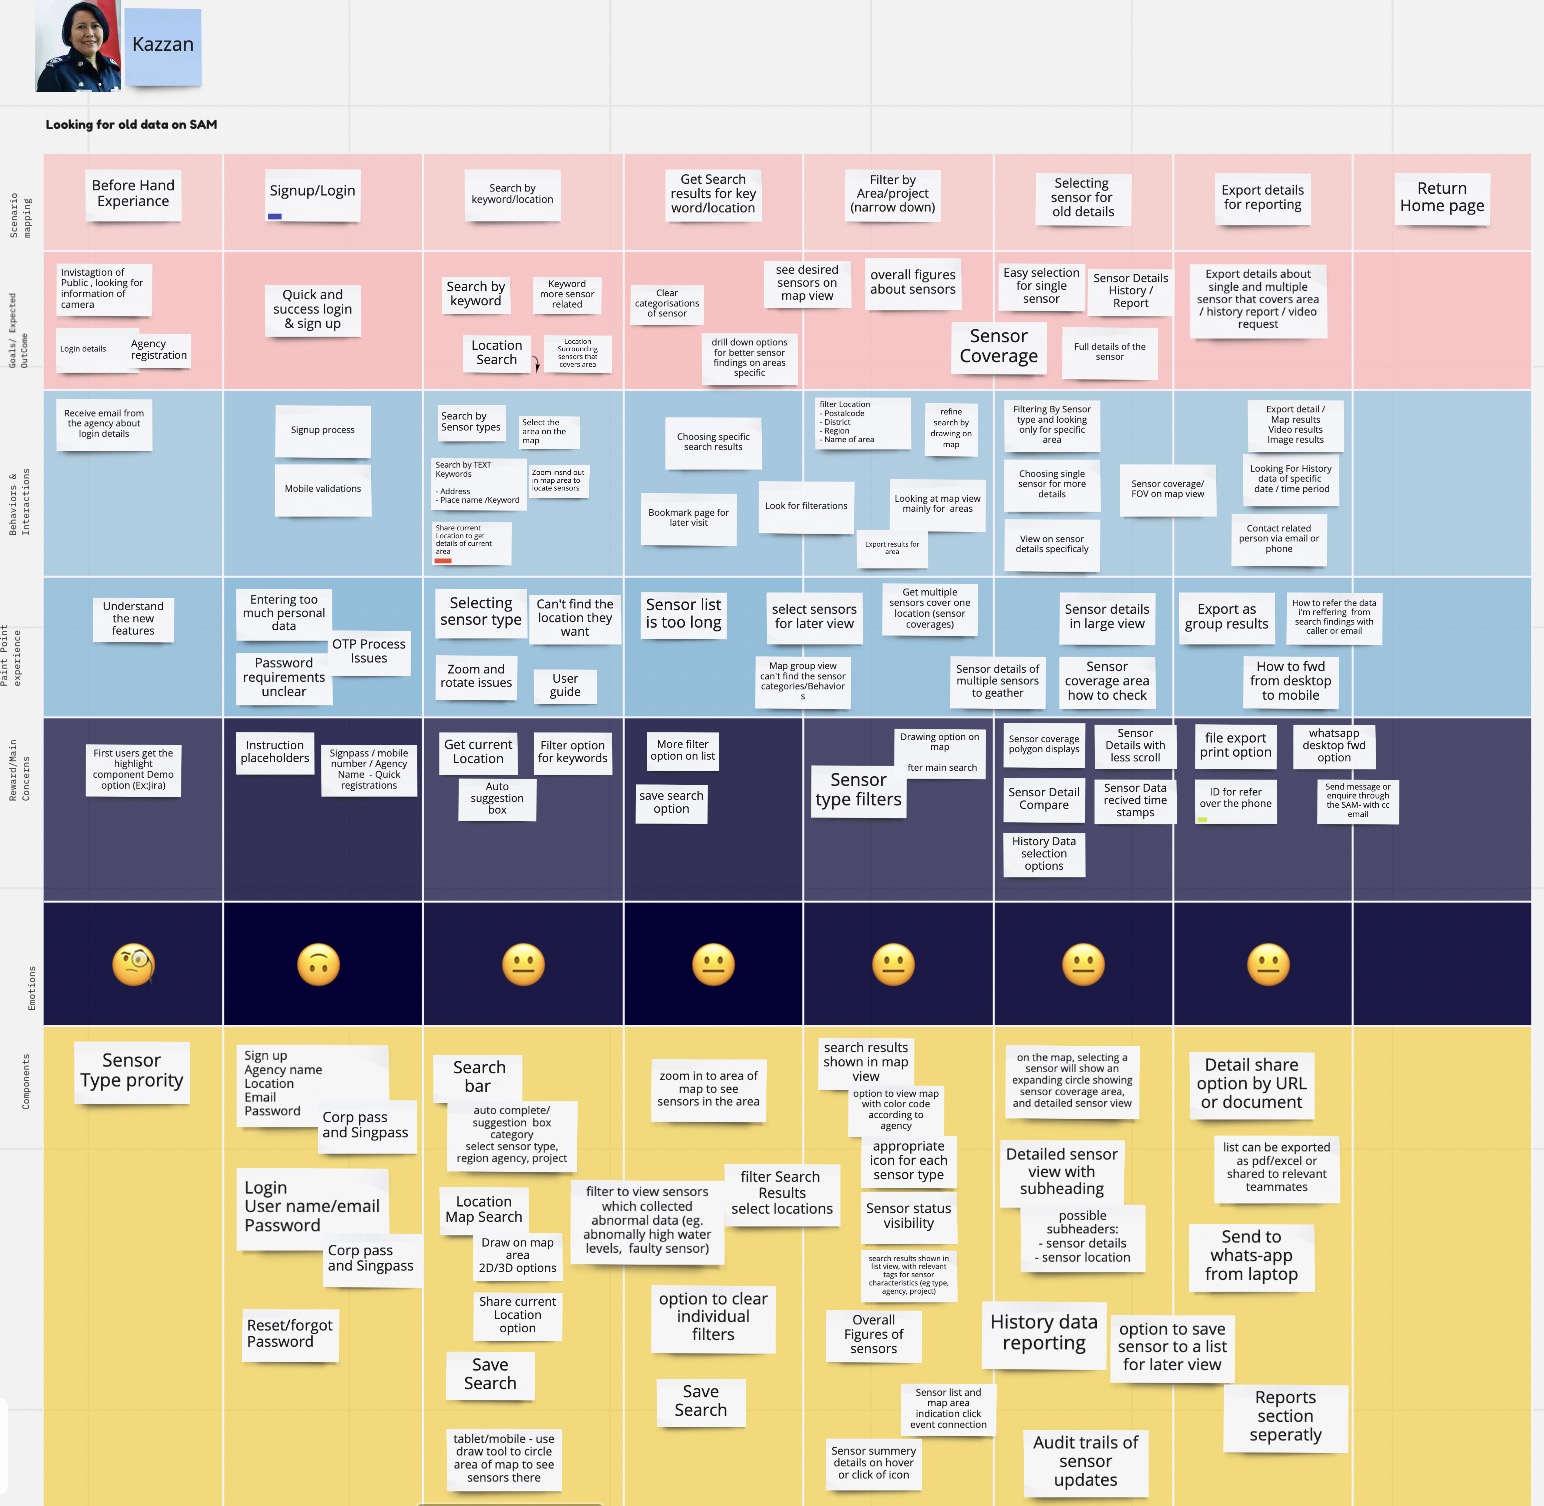 Kazzan
Looking for old data on SAM
Scenario
mapping
Before Hand
Experiance
Signup/Login
Search by
keyword/location
Get Search
results for key
word/location
Filter by
Area/project
(narrow down)
Selecting
sensor for
old details
Export details
for reporting
Return
Home page
Goals/ Expected
OutCome
Invistagtion of
Public , looking for
information of
camera
Login details
Agency
registration
Quick and
success login
& sign up
Search by
keyword
Keyword
more sensor
related
Location
Search
Location
Surrounding
sensors that
covers area
Clear
categorisations
of sensor
see desired
sensors on
map view
drill down options
for better sensor
findings on areas
specific
overall figures
about sensors
Sensor
Coverage
Easy selection
for single
sensor
Sensor Details
History /
Report
Full details of the
sensor
Export details about
single and multiple
sensor that covers area
/ history report / video
request
Behaviors &
Interactions
Receive email from
the agency about
login details
Signup process
Mobile validations
Search by
Sensor types
Select the
area on the
map
Search by TEXT
Keywords
- Address
- Place name /Keyword
Zoom insnd out
in map area to
locate sensors
Share current
Location to get
details of current
area
Choosing specific
search results
Bookmark page for
later visit
Look for filterations
filter Location
- Postalcode
- District
- Region
- Name of area
refine
search by
drawing on
map
Looking at map view
mainly for  areas
Export results for
area
Filtering By Sensor
type and looking
only for specific
area
Choosing single
sensor for more
details
Sensor coverage/
FOV on map view
View on sensor
details specificaly
Export detail /
Map results
Video results
Image results
Looking For History
data of specific
date / time period
Contact related
person via email or
phone
Paint Point
experience
Understand
the new
features
Entering too
much personal
data
OTP Process
Issues
Password
requirements
unclear
Selecting
sensor type
Can't find the
location they
want
Zoom and
rotate issues
User
guide
Sensor list
is too long
select sensors
for later view
Map group view
can't find the sensor
categories/Behavior
s
Get multiple
sensors cover one
location (sensor
coverages)
Sensor details of
multiple sensors
to geather
Sensor details
in large view
Sensor
coverage area
how to check
Export as
group results
How to refer the data
i'm reffering  from
search findings with
caller or email
How to fwd
from desktop
to mobile
Reward/Main
Concerns
First users get the
highlight
component Demo
option (Ex:Jira)
Instruction
placeholders
Signpass / mobile
number / Agency
Name  - Quick
registrations
Get current
Location
Filter option
for keywords
Auto
suggestion
box
More filter
option on list
save search
option
Drawing option on
map
fter main search
Sensor
type filters
Sensor coverage
polygon displays
Sensor
Details with
less scroll
Sensor Detail
Compare
Sensor Data
recived time
stamps
History Data
selection
options
file export
print option
whatsapp
desktop fwd
option
ID for refer
over the phone
Send message or
enquire through
the SAM- with cc
email
Emotions
Components
Sensor
Type prority
Sign up
Agency name
Location
Email
Password
Corp pass
and Singpass
Login
User name/email
Password
Corp pass
and Singpass
Reset/forgot
Password
Search
bar
auto complete/
suggestion  box
category
select sensor type,
region agency, project
Location
Map Search
Draw on map
area
2D/3D options
Share current
Location
option
Save
Search
tablet/mobile - use
draw tool to circle
area of map to see
sensors there
zoom in to area of
map to see
sensors in the area
filter to view sensors
which collected
abnormal data (eg.
abnomally high water
levels,  faulty sensor)
filter Search
Results
select locations
option to clear
individual
filters
Save
Search
search results
shown in map
view
option to view map
with color code
according to
agency
appropriate
icon for each
sensor type
Sensor status
visibility
search results shown in
list view, with relevant
tags for sensor
characteristics (eg type,
agency, project)
Overall
Figures of
sensors
Sensor list and
map area
indication click
event connection
Sensor summery
details on hover
or click of icon
on the map, selecting a
sensor will show an
expanding circle showing
sensor coverage area,
and detailed sensor view
Detailed sensor
view with
subheading
possible
subheaders:
- sensor details
- sensor location
History data
reporting
option to save
sensor to a list
for later view
Audit trails of
sensor
updates
Detail share
option by URL
or document
list can be exported
as pdf/excel or
shared to relevant
teammates
Send to
whats-app
from laptop
Reports
section
seperatly